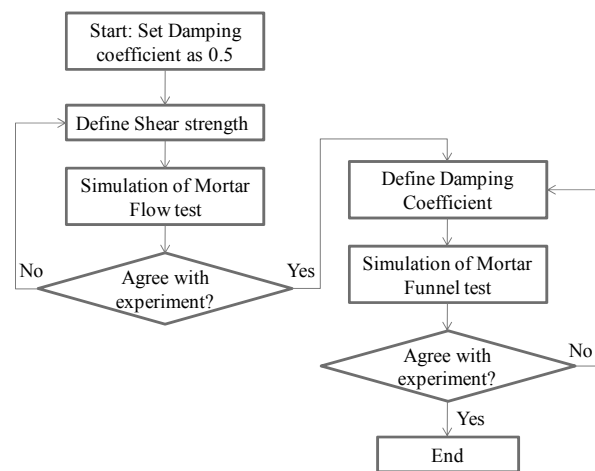 Start: Set Damping
coefficient as 0.5
Define Shear strength
Simulation of Mortar
Flow test
No
Agree with
experiment?
Yes
Define Damping
Coefficient
Simulation of Mortar
Funnel test
Agree with
experiment?
No
Yes
End